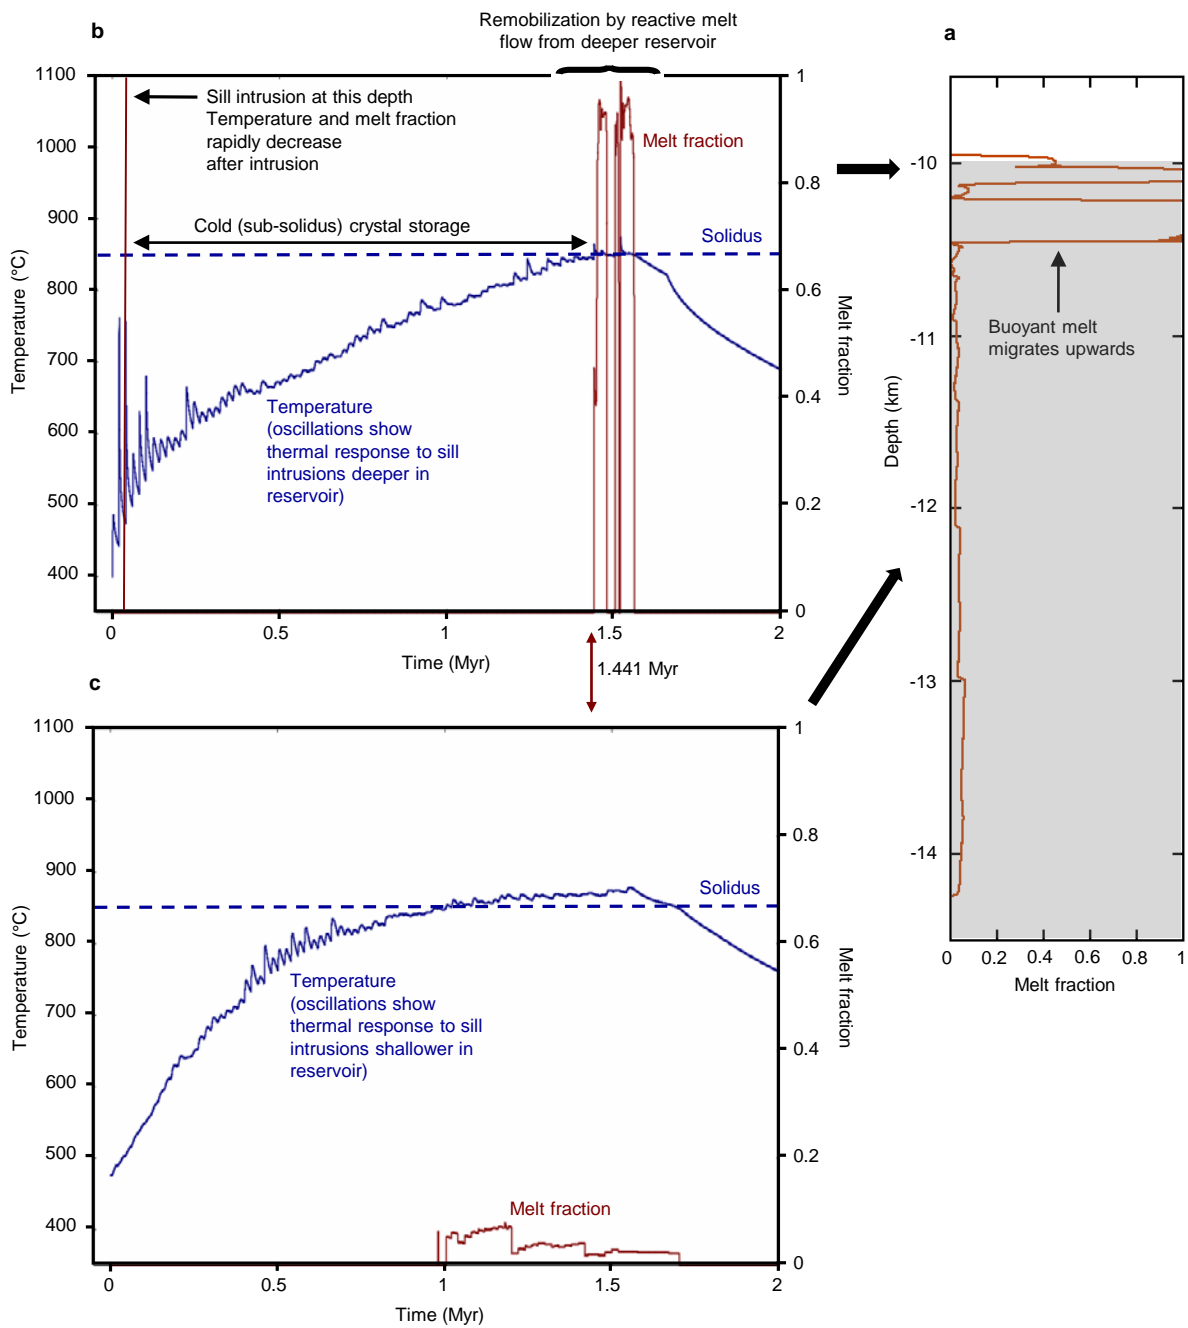 b
Remobilization by reactive melt
flow from deeper reservoir
a
1100
1000
900
800
700
600
500
400
Temperature (°C)
Sill intrusion at this depth
Temperature and melt fraction
rapidly decrease
after intrusion
Melt fraction
Cold (sub-solidus) crystal storage
Solidus
Temperature
(oscillations show
thermal response to sill
intrusions deeper in
reservoir)
1
0.8
0.6
0.4
0.2
0
Melt fraction
0
0.5
1
1.5
2
Time (Myr)
1.441 Myr
-10
-11
-12
-13
-14
Depth (km)
Buoyant melt
migrates upwards
0
0.2
0.4
0.6
0.8
1
Melt fraction
c
1100
1000
900
800
700
600
500
400
Temperature (°C)
Solidus
Temperature
(oscillations show
thermal response to sill
intrusions shallower in
reservoir)
Melt fraction
1
0.8
0.6
0.4
0.2
0
Melt fraction
0
0.5
1
1.5
2
Time (Myr)